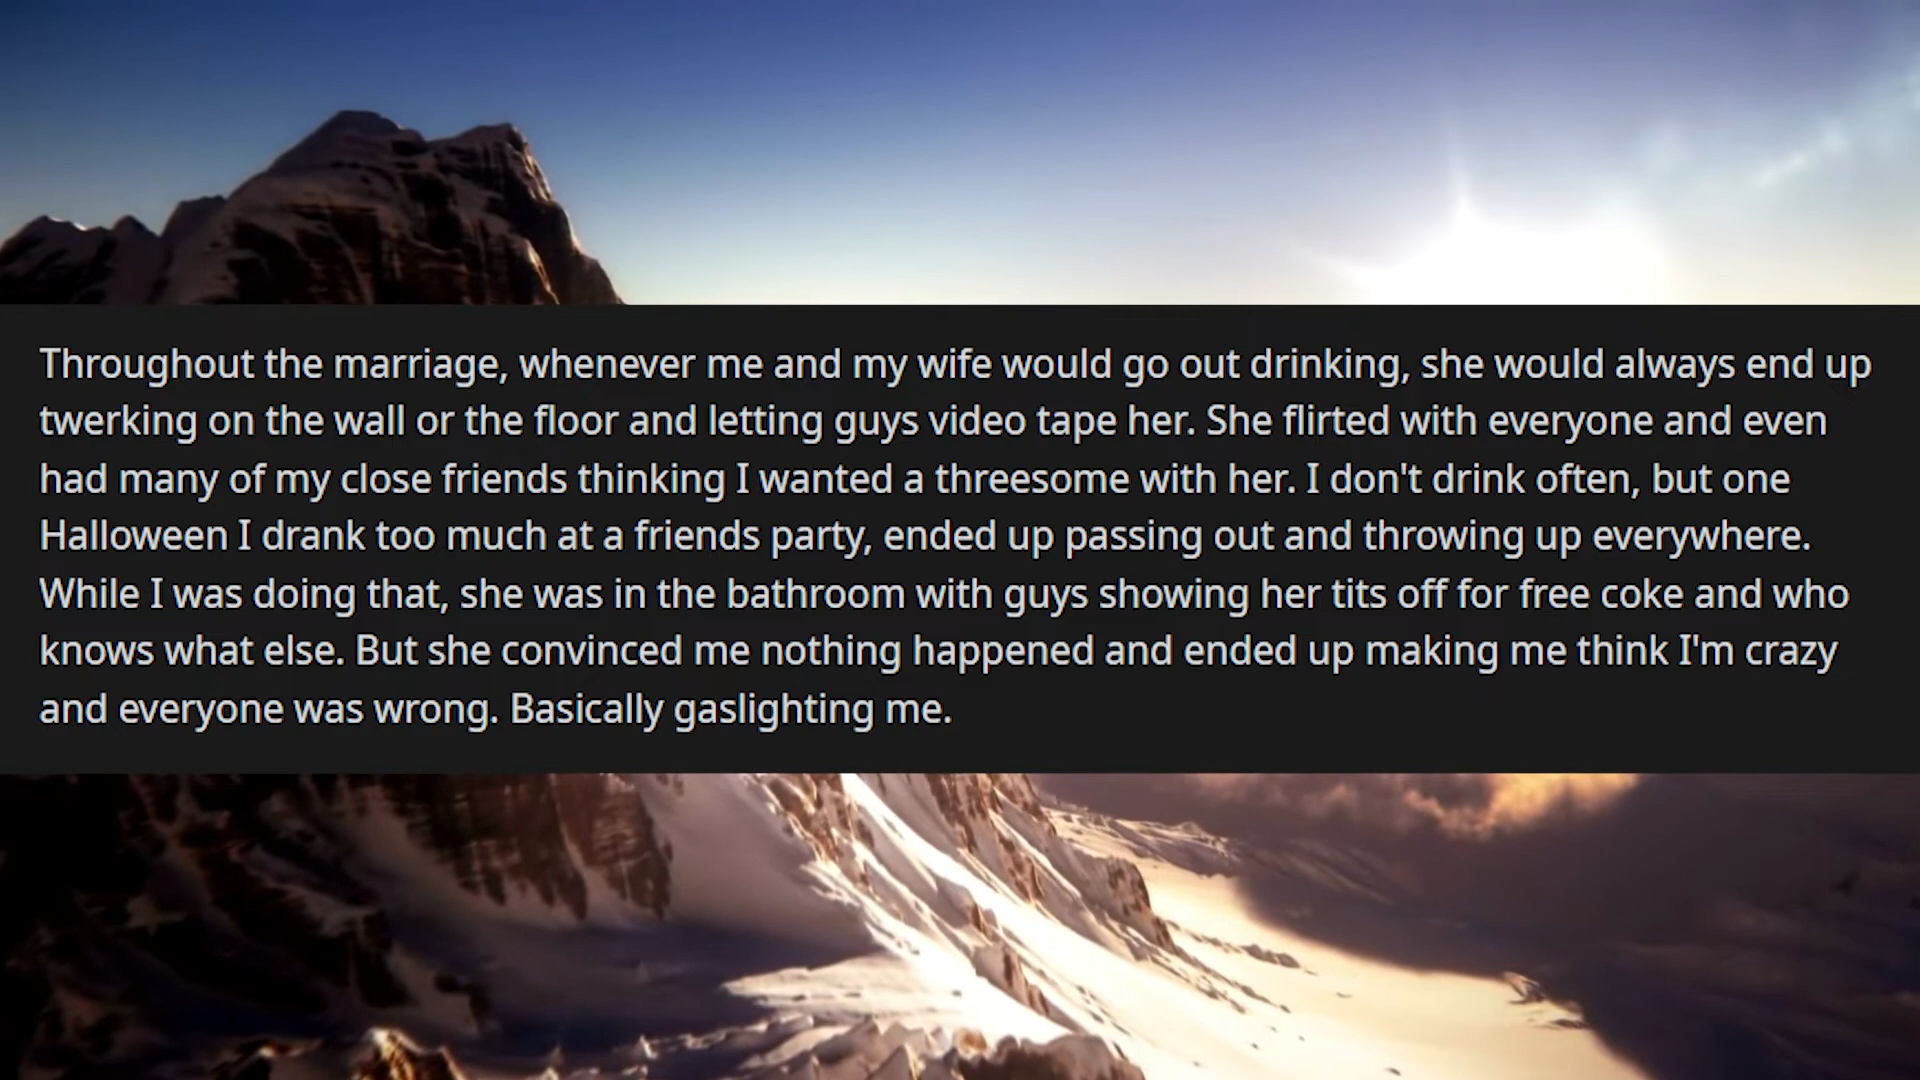 Throughout the marriage, whenever me and my wife would go out drinking, she would always end up
twerking on the wall or the floor and letting guys video tape her. She flirted with everyone and even
had many of my close friends thinking I wanted a threesome with her. I don't drink often, but one
Halloween I drank too much at a friends party, ended up passing out and throwing up everywhere.
While I was doing that, she was in the bathroom with guys showing her tits off for free coke and who
knows what else. But she convinced me nothing happened and ended up making me think I'm crazy
and everyone was wrong. Basically gaslighting me.